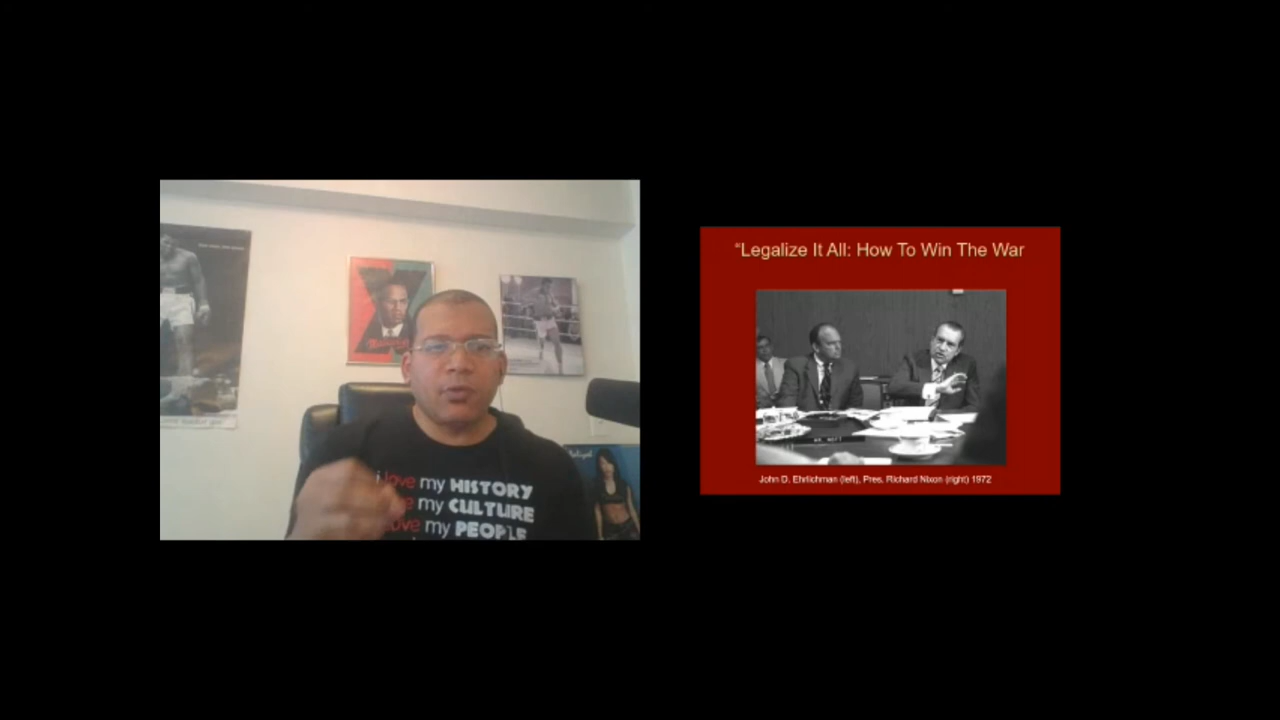 i love my HISTORY
my CULTURE
love my PEOPLE
"Legalize It All: How To Win The War
John D. Ehrlichman (left), Pres. Richard Nixon (right) 1972